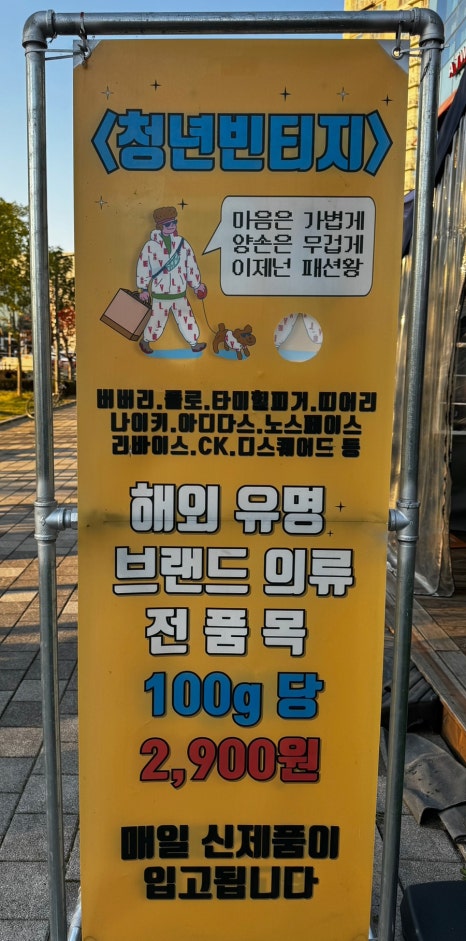 <청년빈티지>
마음은 가볍게
양손은 무겁게
이제넌 패션왕
버버리.폴로.타미힐피거.띠어리
나이키.아디다스.노스페이스
리바이스.CK.디스퀘어드 등
해외 유명
브랜드 의류
전 품 목
100g 당
2,900원
매일 신제품이
입고됩니다